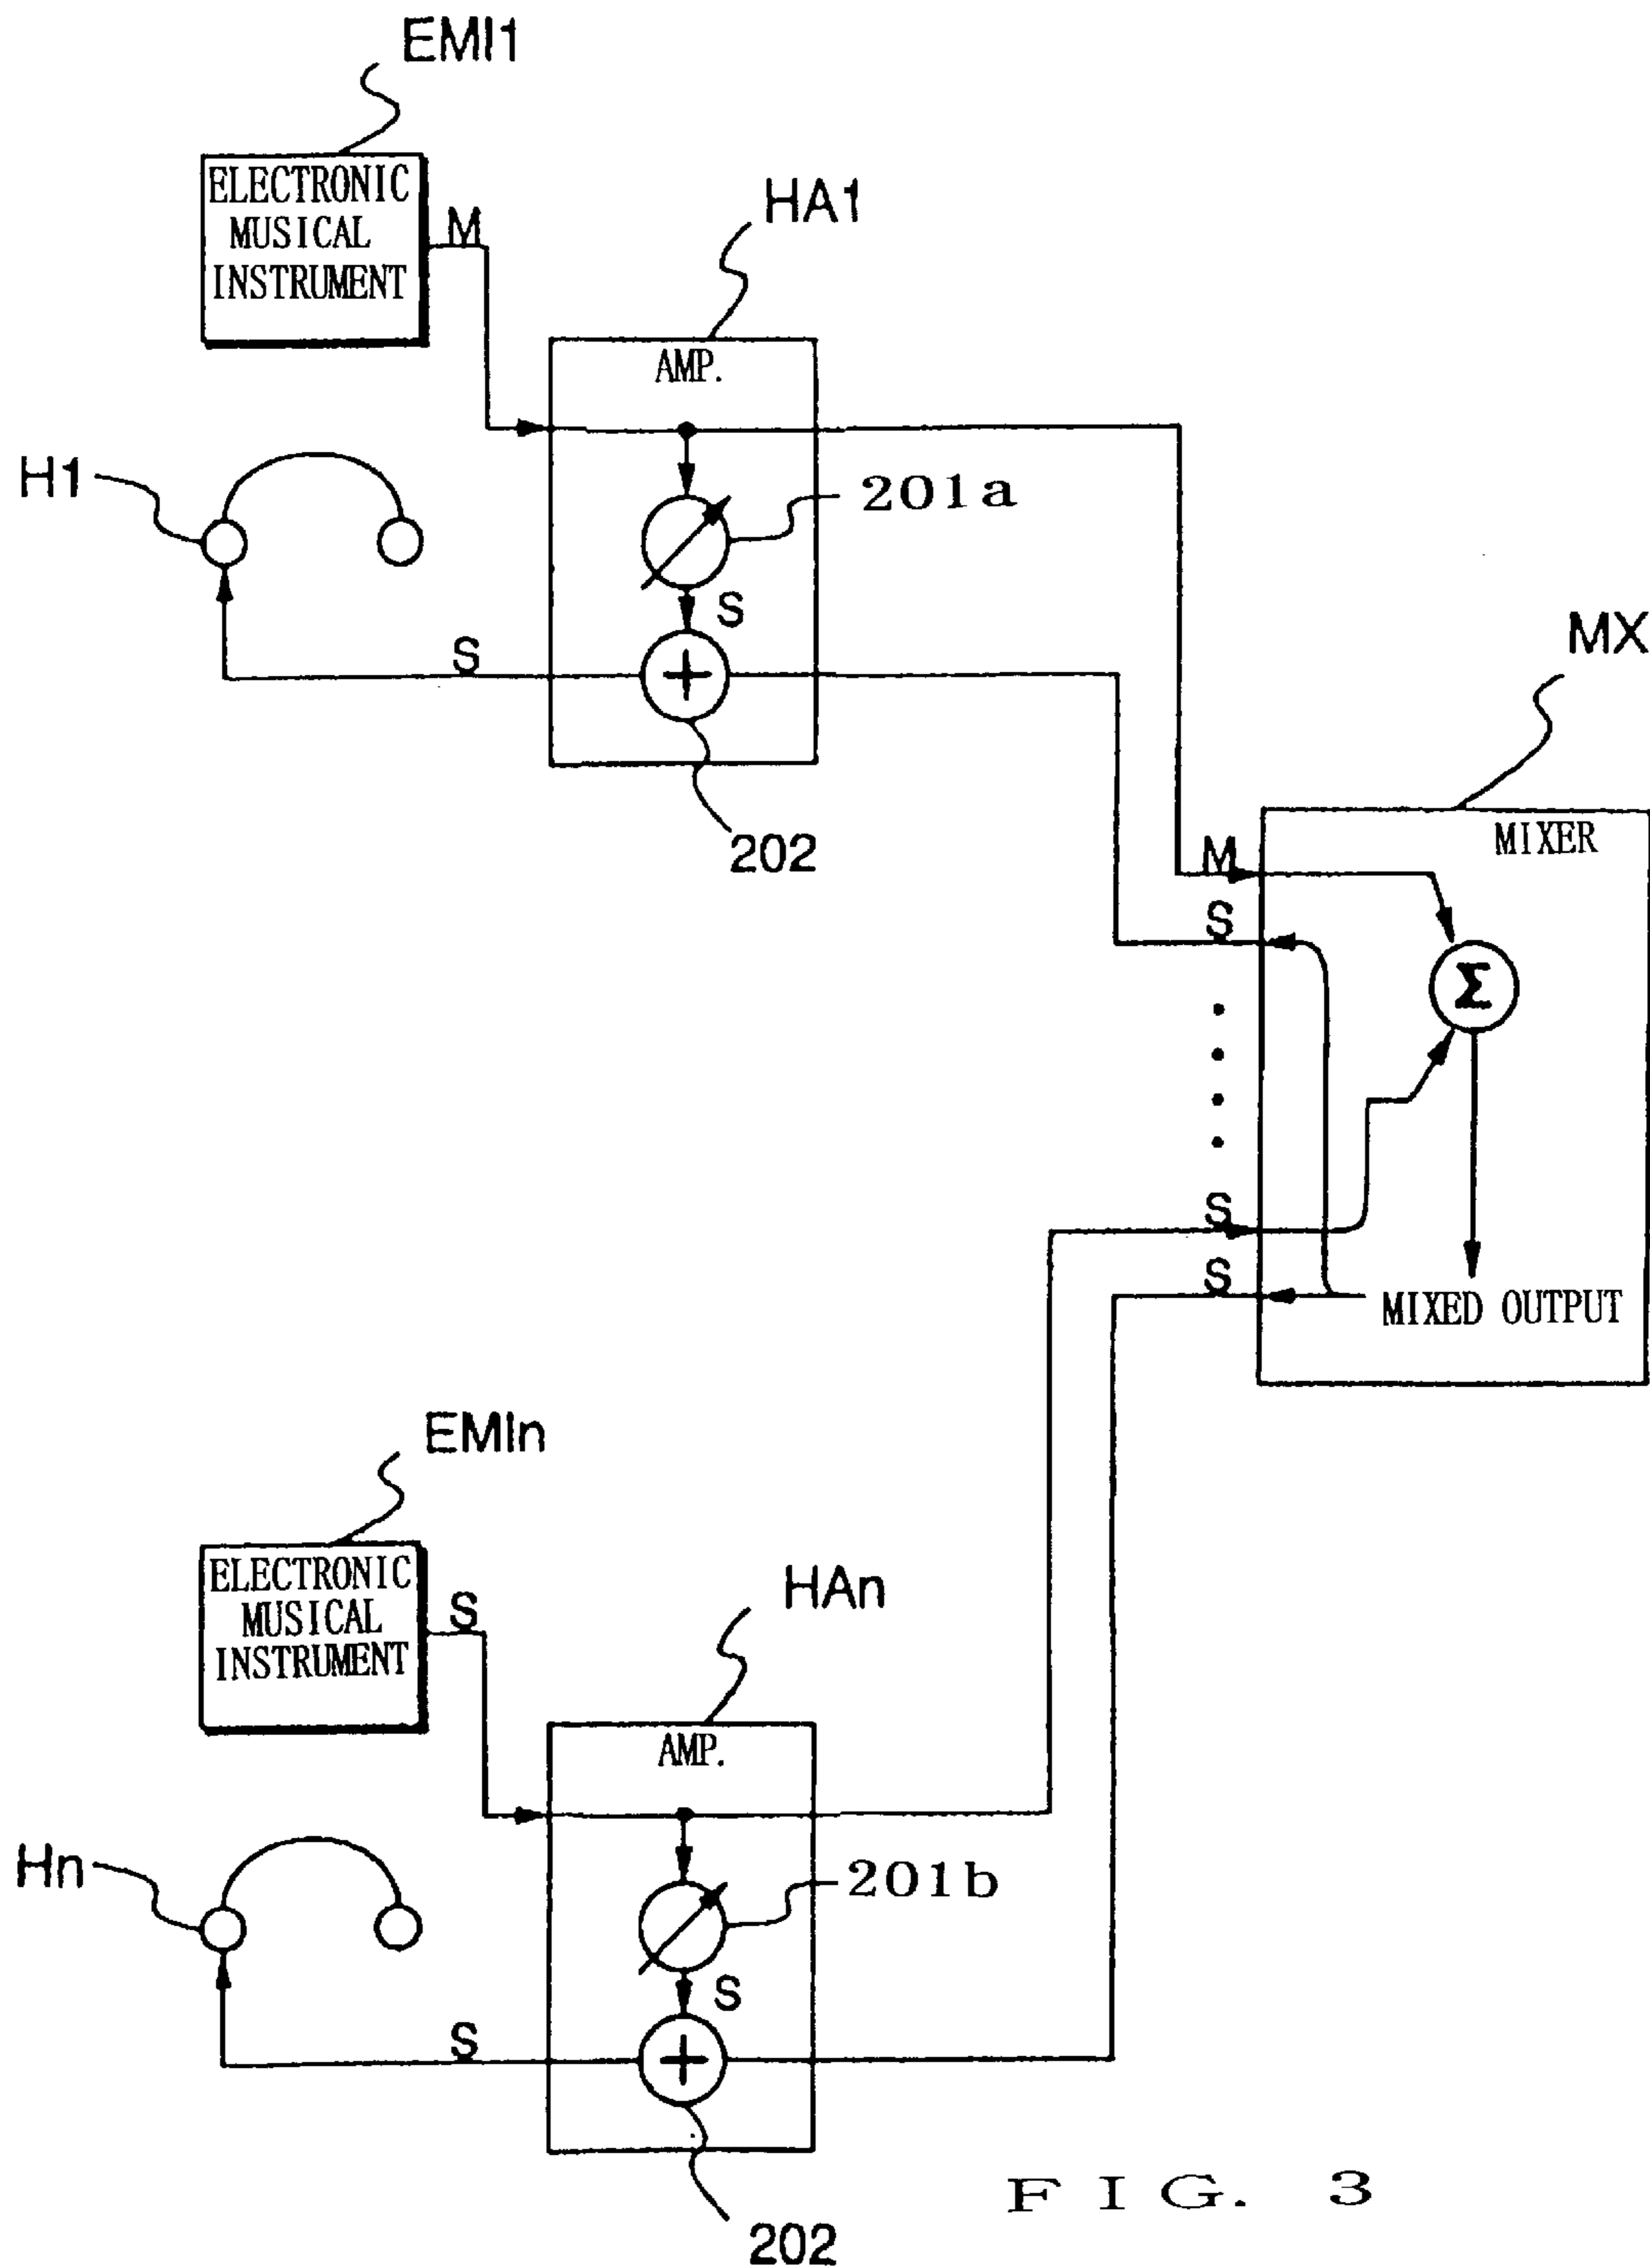 EMI1
ELECTRONIC
MUSICAL
INSTRUMENT
M
HA1
AMP.
H1
201a
S
S
202
MX
MIXER
M
S
Σ
S
S
MIXED OUTPUT
EMIn
ELECTRONIC
MUSICAL
INSTRUMENT
S
HAn
AMP.
Hn
201b
S
S
202
FIG. 3